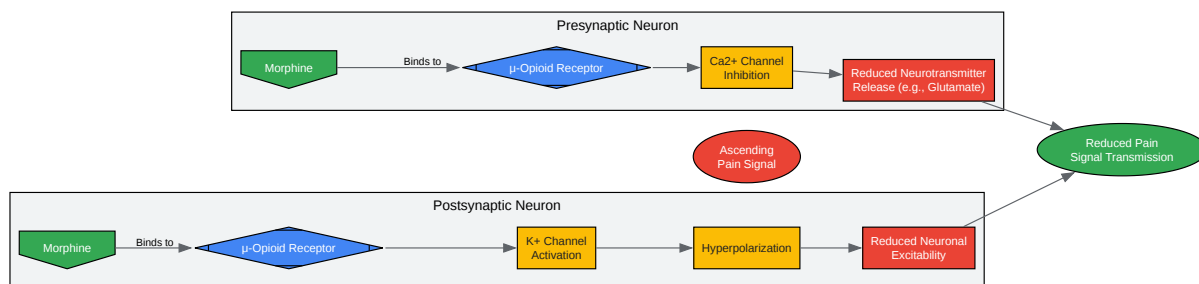 Presynaptic Neuron
Morphine
Binds to
μ-Opioid Receptor
Ca2+ Channel
Inhibition
Reduced Neurotransmitter
Release (e.g., Glutamate)
Ascending
Pain Signal
Reduced Pain
Signal Transmission
Postsynaptic Neuron
Morphine
Binds to
μ-Opioid Receptor
K+ Channel
Activation
Hyperpolarization
Reduced Neuronal
Excitability